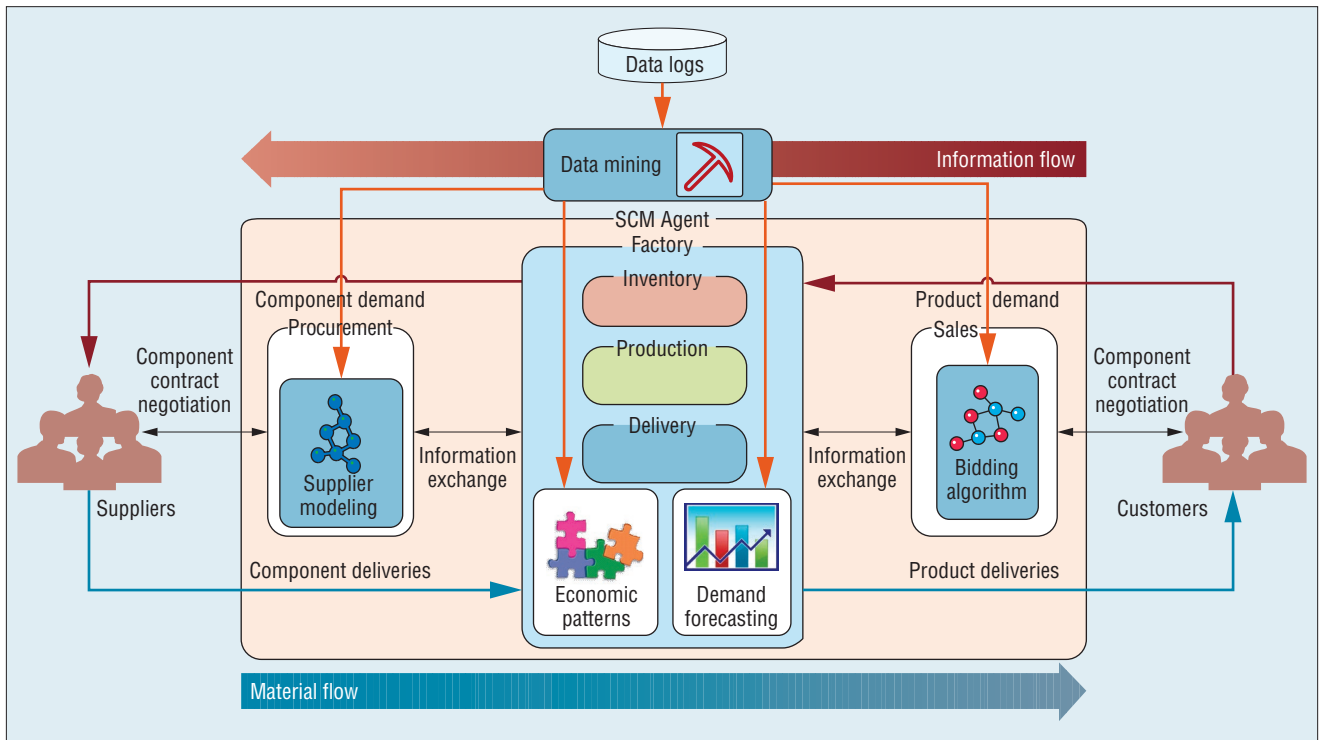 Data logs
Data mining
Information flow
SCM Agent
Factory
Inventory
Component demand
Product demand
Procurement
Sales
Production
Component
contract
negotiation
Component
contract
negotiation
Delivery
Information
exchange
Information
exchange
Supplier
modeling
Bidding
algorithm
Suppliers
Customers
Component deliveries
Product deliveries
Economic
patterns
Demand
forecasting
Material flow